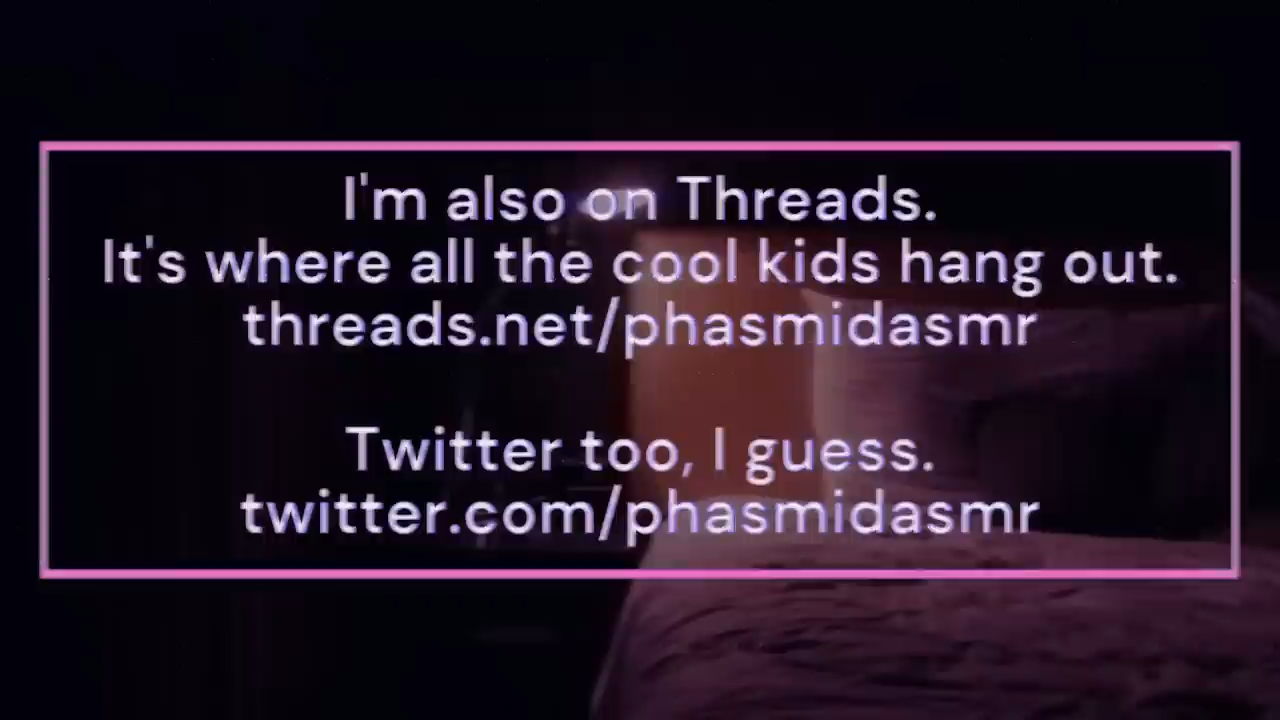 I'm also on Threads.
It's where all the cool kids hang out.
threads.net/phasmidasmr
Twitter too, I guess.
twitter.com/phasmidasmr